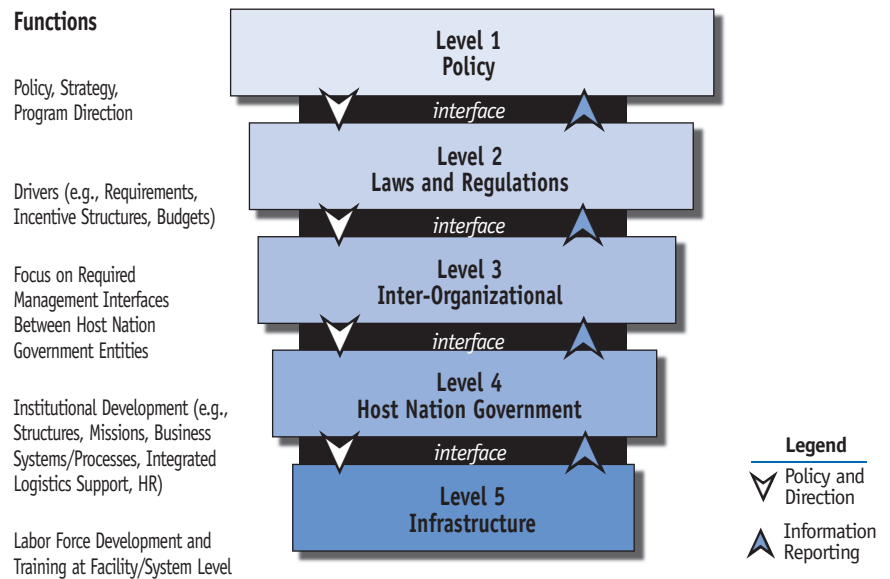 Functions
Level 1
Policy
Policy, Strategy,
Program Direction
interface
Level 2
Laws and Regulations
Drivers (e.g., Requirements,
Incentive Structures, Budgets)
interface
Level 3
Inter-Organizational
Focus on Required
Management Interfaces
Between Host Nation
Government Entities
interface
Level 4
Host Nation Government
Institutional Development (e.g.,
Structures, Missions, Business
Systems/Processes, Integrated
Logistics Support, HR)
interface
Level 5
Infrastructure
Labor Force Development and
Training at Facility/System Level
Legend
Policy and
Direction
Information
Reporting